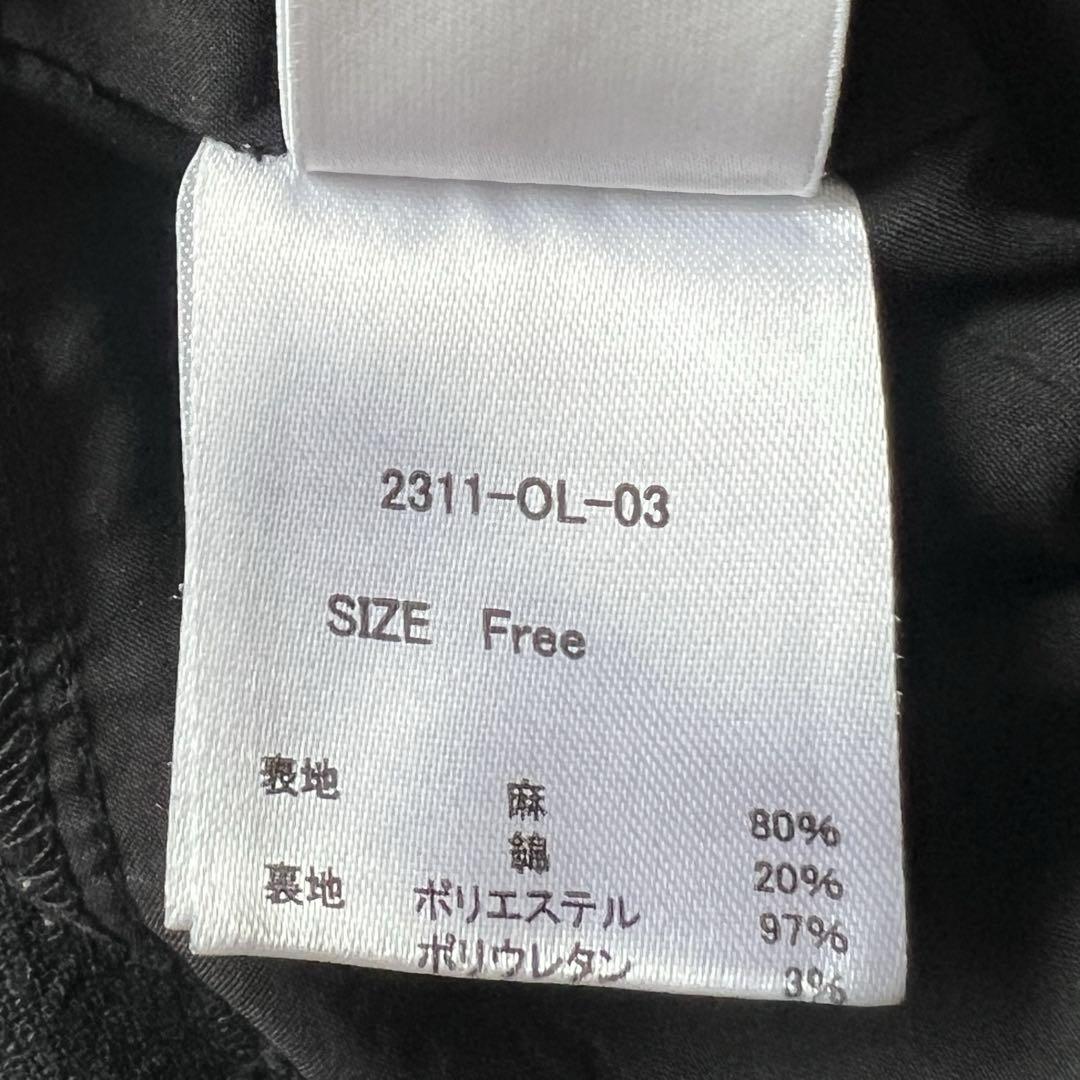 2311-OL-03
SIZE Free
表地 麻 80%
綿 20%
裏地 ポリエステル 97%
ポリウレタン 3%